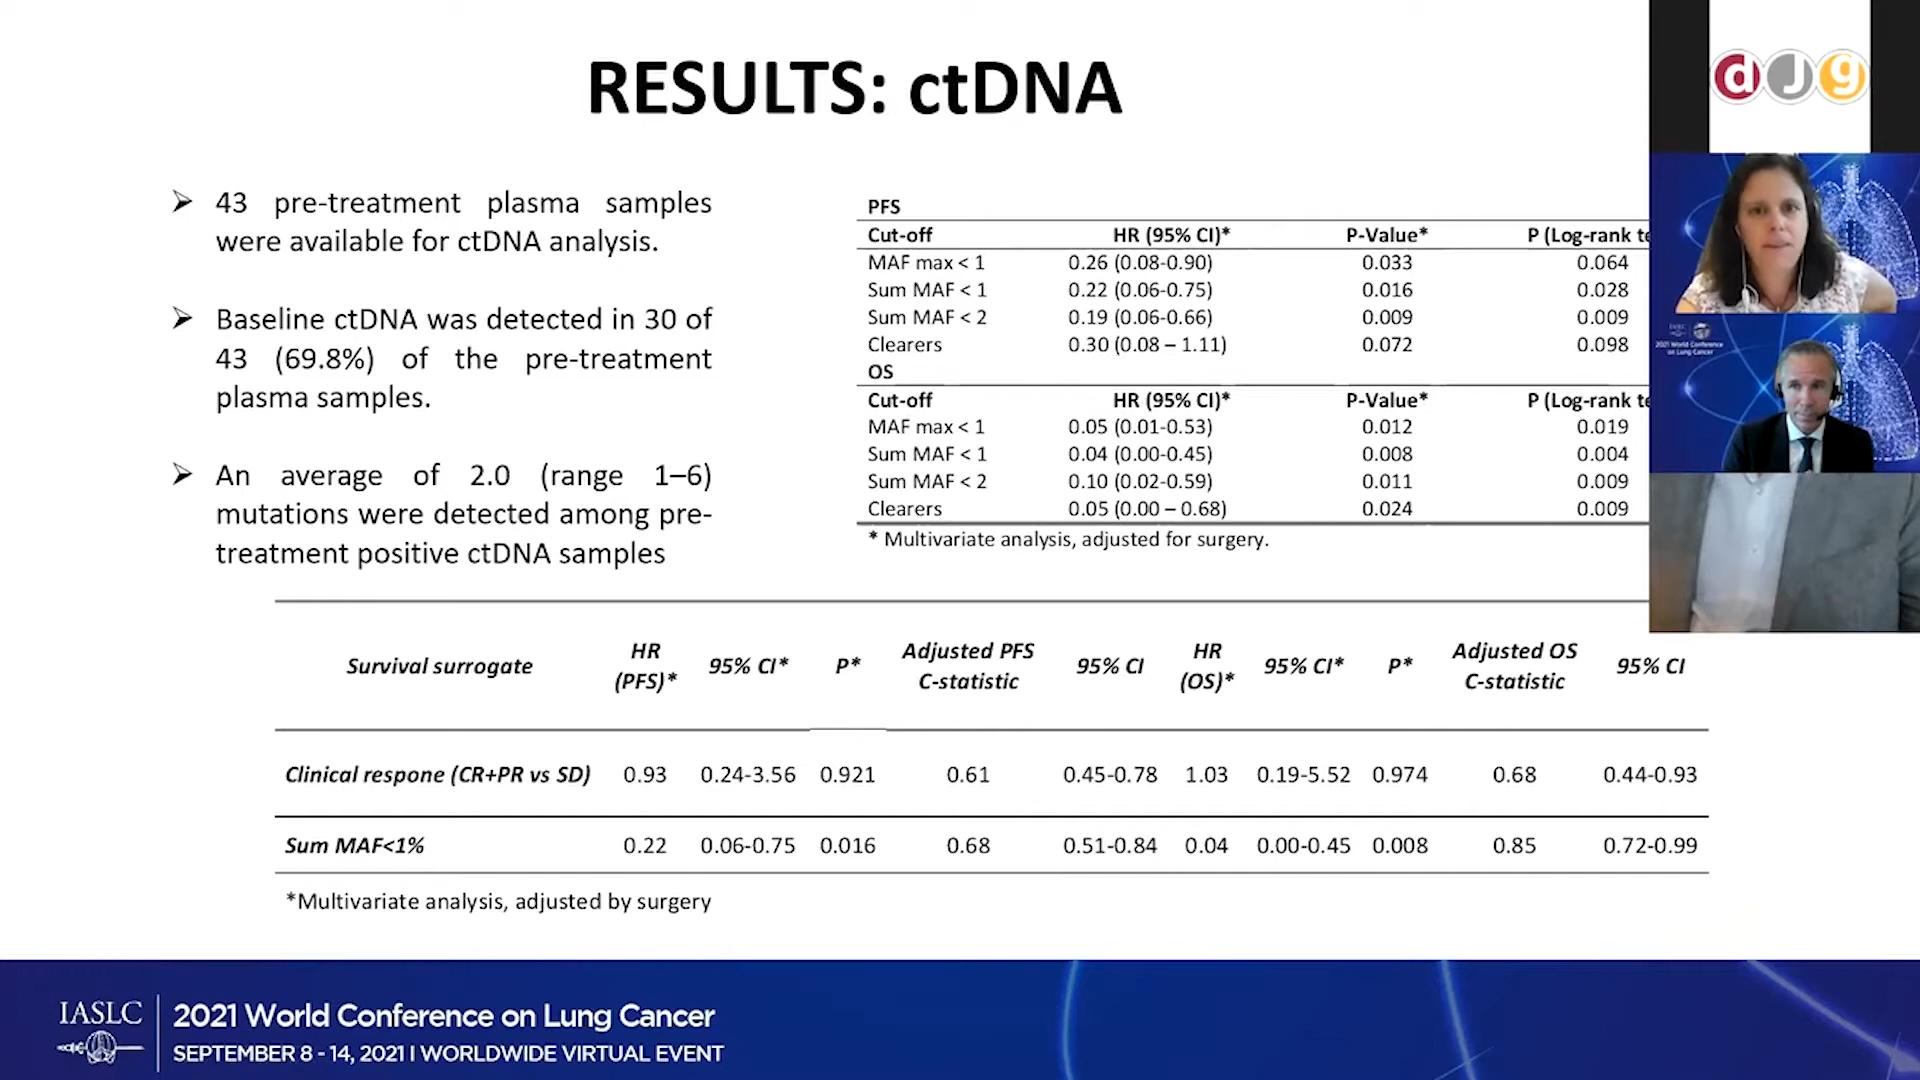 RESULTS: ctDNA
➢ 43 pre-treatment plasma samples
were available for ctDNA analysis.
➢ Baseline ctDNA was detected in 30 of
43 (69.8%) of the pre-treatment
plasma samples.
➢ An average of 2.0 (range 1–6)
mutations were detected among pre-
treatment positive ctDNA samples
PFS
Cut-off HR (95% CI)* P-Value* P (Log-rank te
MAF max < 1 0.26 (0.08-0.90) 0.033 0.064
Sum MAF < 1 0.22 (0.06-0.75) 0.016 0.028
Sum MAF < 2 0.19 (0.06-0.66) 0.009 0.009
Clearers 0.30 (0.08 – 1.11) 0.072 0.098
OS
Cut-off HR (95% CI)* P-Value* P (Log-rank te
MAF max < 1 0.05 (0.01-0.53) 0.012 0.019
Sum MAF < 1 0.04 (0.00-0.45) 0.008 0.004
Sum MAF < 2 0.10 (0.02-0.59) 0.011 0.009
Clearers 0.05 (0.00 – 0.68) 0.024 0.009
* Multivariate analysis, adjusted for surgery.
Survival surrogate HR (PFS)* 95% CI* P* Adjusted PFS C-statistic 95% CI HR (OS)* 95% CI* P* Adjusted OS C-statistic 95% CI
Clinical respone (CR+PR vs SD) 0.93 0.24-3.56 0.921 0.61 0.45-0.78 1.03 0.19-5.52 0.974 0.68 0.44-0.93
Sum MAF<1% 0.22 0.06-0.75 0.016 0.68 0.51-0.84 0.04 0.00-0.45 0.008 0.85 0.72-0.99
*Multivariate analysis, adjusted by surgery
dJg
IASLC
2021 World Conference
on Lung Cancer
IASLC
2021 World Conference on Lung Cancer
SEPTEMBER 8 - 14, 2021 I WORLDWIDE VIRTUAL EVENT